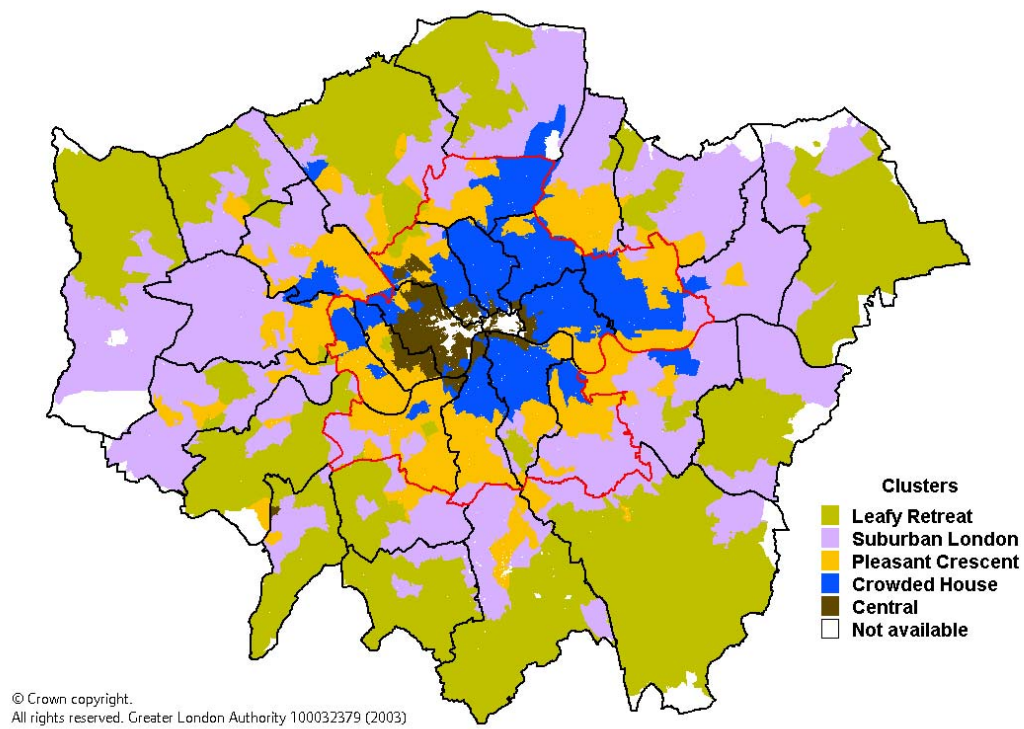 Clusters
Leafy Retreat
Suburban London
Pleasant Crescent
Crowded House
Central
Not available
© Crown copyright.
All rights reserved. Greater London Authority 100032379 (2003)